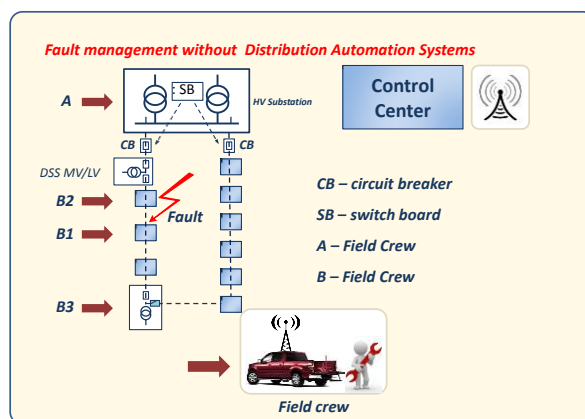 Fault management without Distribution Automation Systems
A
SB
HV Substation
Control
Center
CB
CB
DSS MV/LV
B2
Fault
B1
B3
CB – circuit breaker
SB – switch board
A – Field Crew
B – Field Crew
Field crew